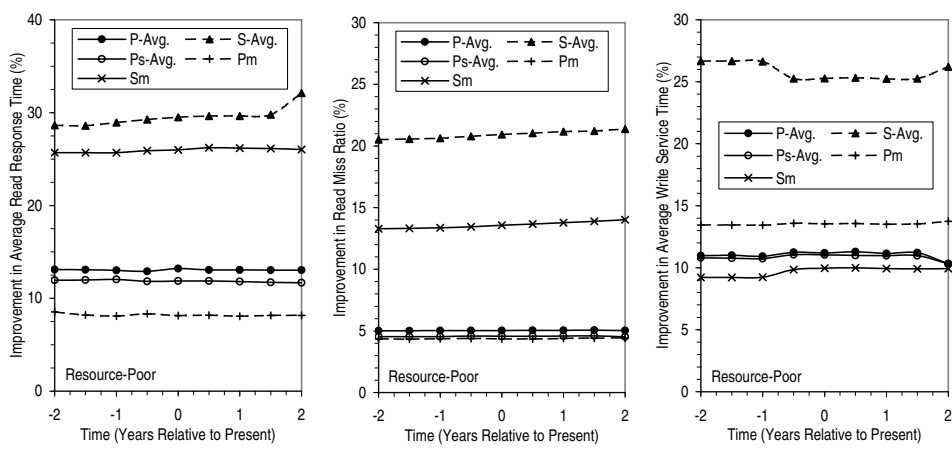 Improvement in Average Read Response Time (%)
40
30
20
10
0
P-Avg. S-Avg.
Ps-Avg. Pm
Sm
Resource-Poor
-2 -1 0 1 2
Time (Years Relative to Present)
Improvement in Read Miss Ratio (%)
30
25
20
15
10
5
0
P-Avg. S-Avg.
Ps-Avg. Pm
Sm
Resource-Poor
-2 -1 0 1 2
Time (Years Relative to Present)
Improvement in Average Write Service Time (%)
30
25
20
15
10
5
0
P-Avg. S-Avg.
Ps-Avg. Pm
Sm
Resource-Poor
-2 -1 0 1 2
Time (Years Relative to Present)